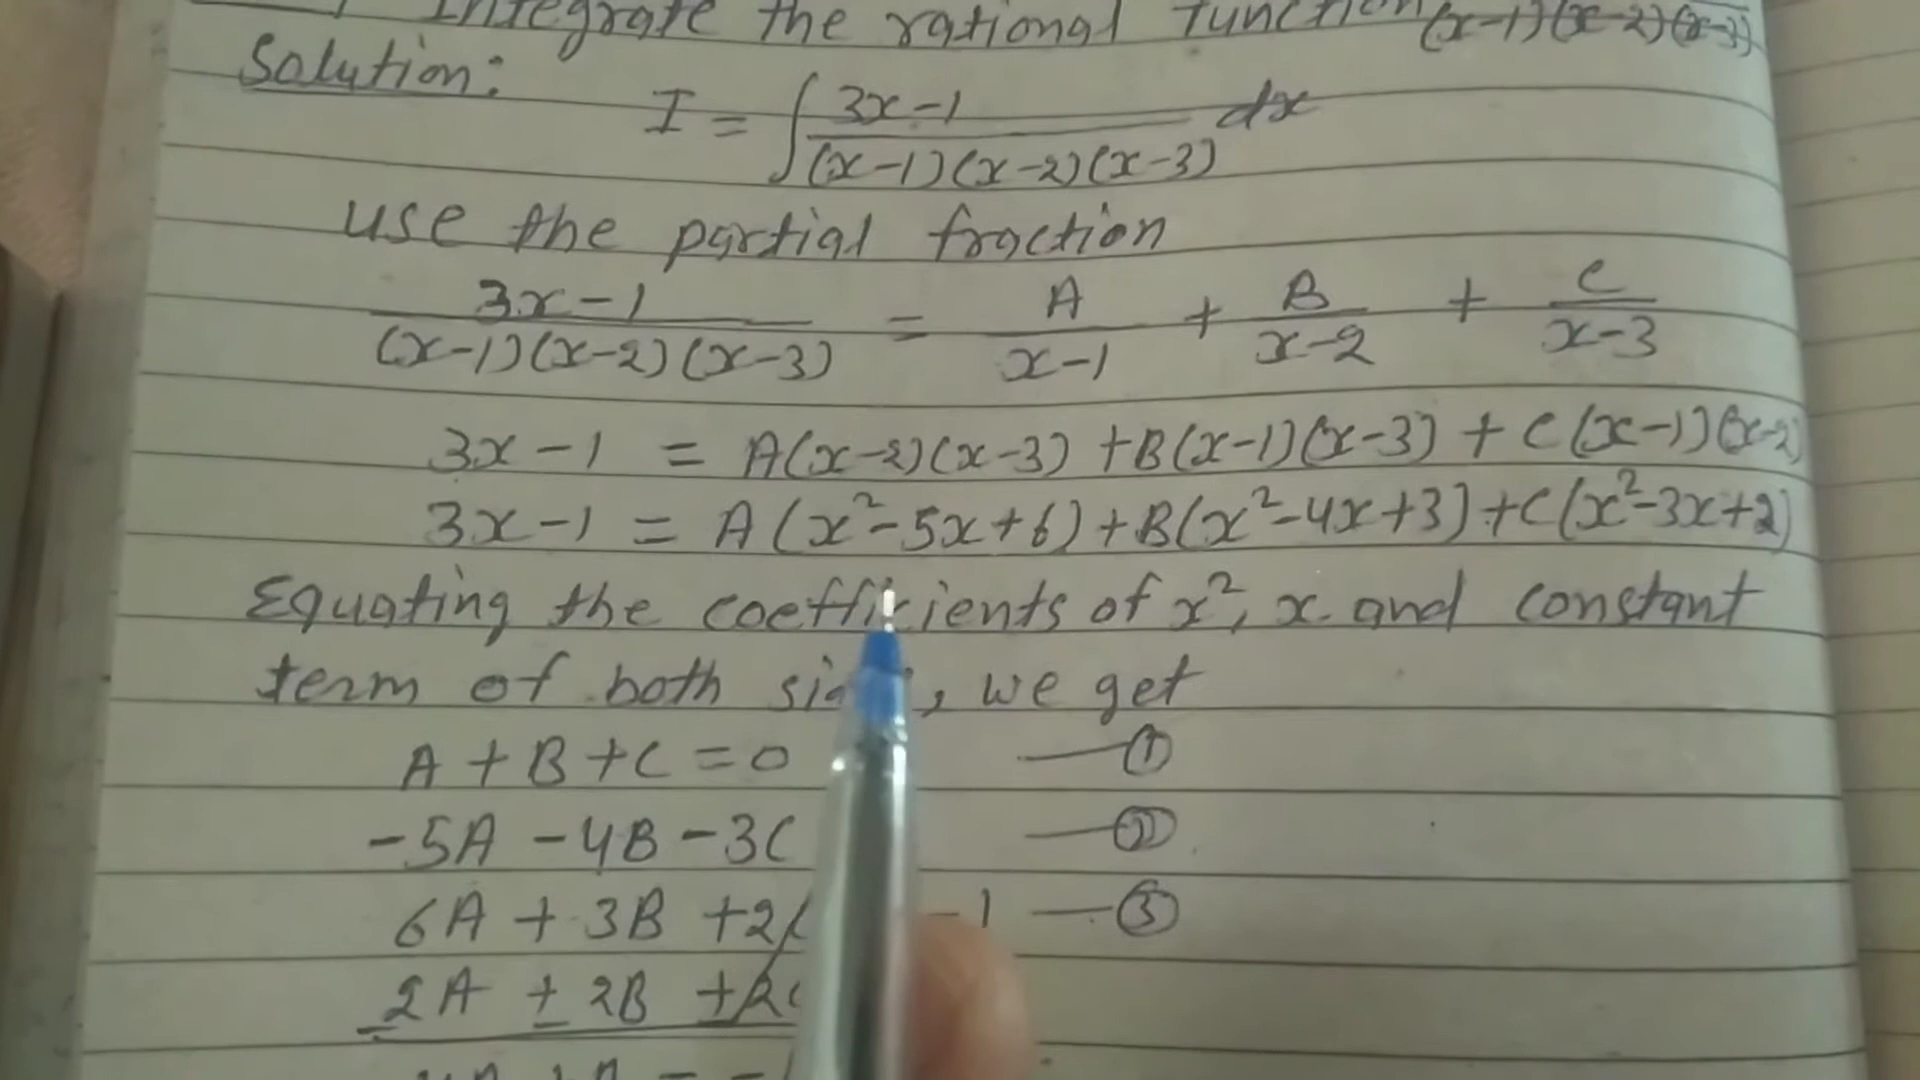 Integrate the rational function (x-1)(x-2)(x-3)
Solution:
I = ∫ 3x-1 / (x-1)(x-2)(x-3) dx
use the partial fraction
3x-1 / (x-1)(x-2)(x-3) = A / x-1 + B / x-2 + C / x-3
3x-1 = A(x-2)(x-3) + B(x-1)(x-3) + C(x-1)(x-2)
3x-1 = A(x²-5x+6) + B(x²-4x+3) + C(x²-3x+2)
Equating the coefficients of x², x and constant
term of both , we get
A + B + C = 0 —①
-5A - 4B - 3C —②
6A + 3B + 2C -1 —③
2A + 2B + 2C